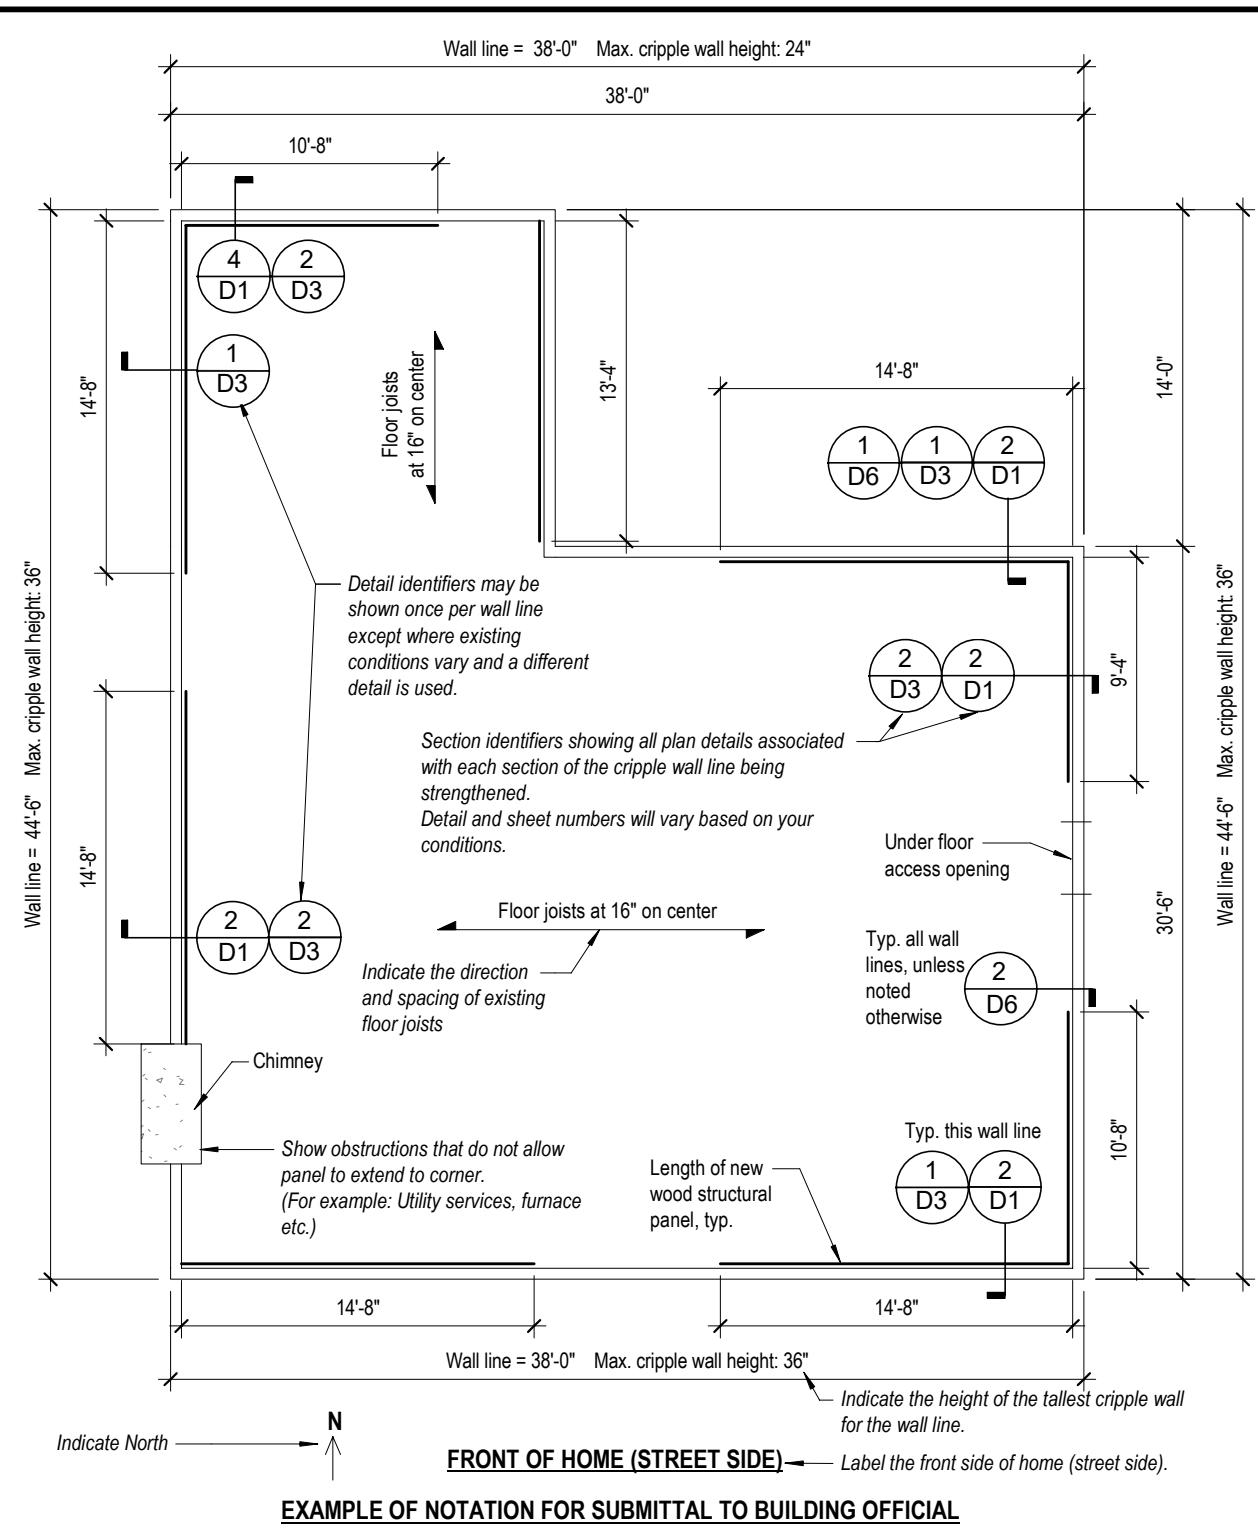 Wall line = 38'-0" Max. cripple wall height: 24"
38'-0"
10'-8"
4
D1
2
D3
1
D3
14'-8"
Floor joists
at 16" on center
13'-4"
14'-8"
14'-0"
1
D6
1
D3
2
D1
Wall line = 44'-6" Max. cripple wall height: 36"
Detail identifiers may be
shown once per wall line
except where existing
conditions vary and a different
detail is used.
2
D3
2
D1
9'-4"
Wall line = 44'-6" Max. cripple wall height: 36"
Section identifiers showing all plan details associated
with each section of the cripple wall line being
strengthened.
Detail and sheet numbers will vary based on your
conditions.
Under floor
access opening
14'-8"
30'-6"
2
D1
2
D3
Floor joists at 16" on center
Indicate the direction
and spacing of existing
floor joists
Typ. all wall
lines, unless
noted
otherwise
2
D6
Chimney
Show obstructions that do not allow
panel to extend to corner.
(For example: Utility services, furnace
etc.)
Length of new
wood structural
panel, typ.
Typ. this wall line
1
D3
2
D1
10'-8"
14'-8"
14'-8"
Wall line = 38'-0" Max. cripple wall height: 36"
Indicate the height of the tallest cripple wall
for the wall line.
N
Indicate North
FRONT OF HOME (STREET SIDE)
Label the front side of home (street side).
EXAMPLE OF NOTATION FOR SUBMITTAL TO BUILDING OFFICIAL